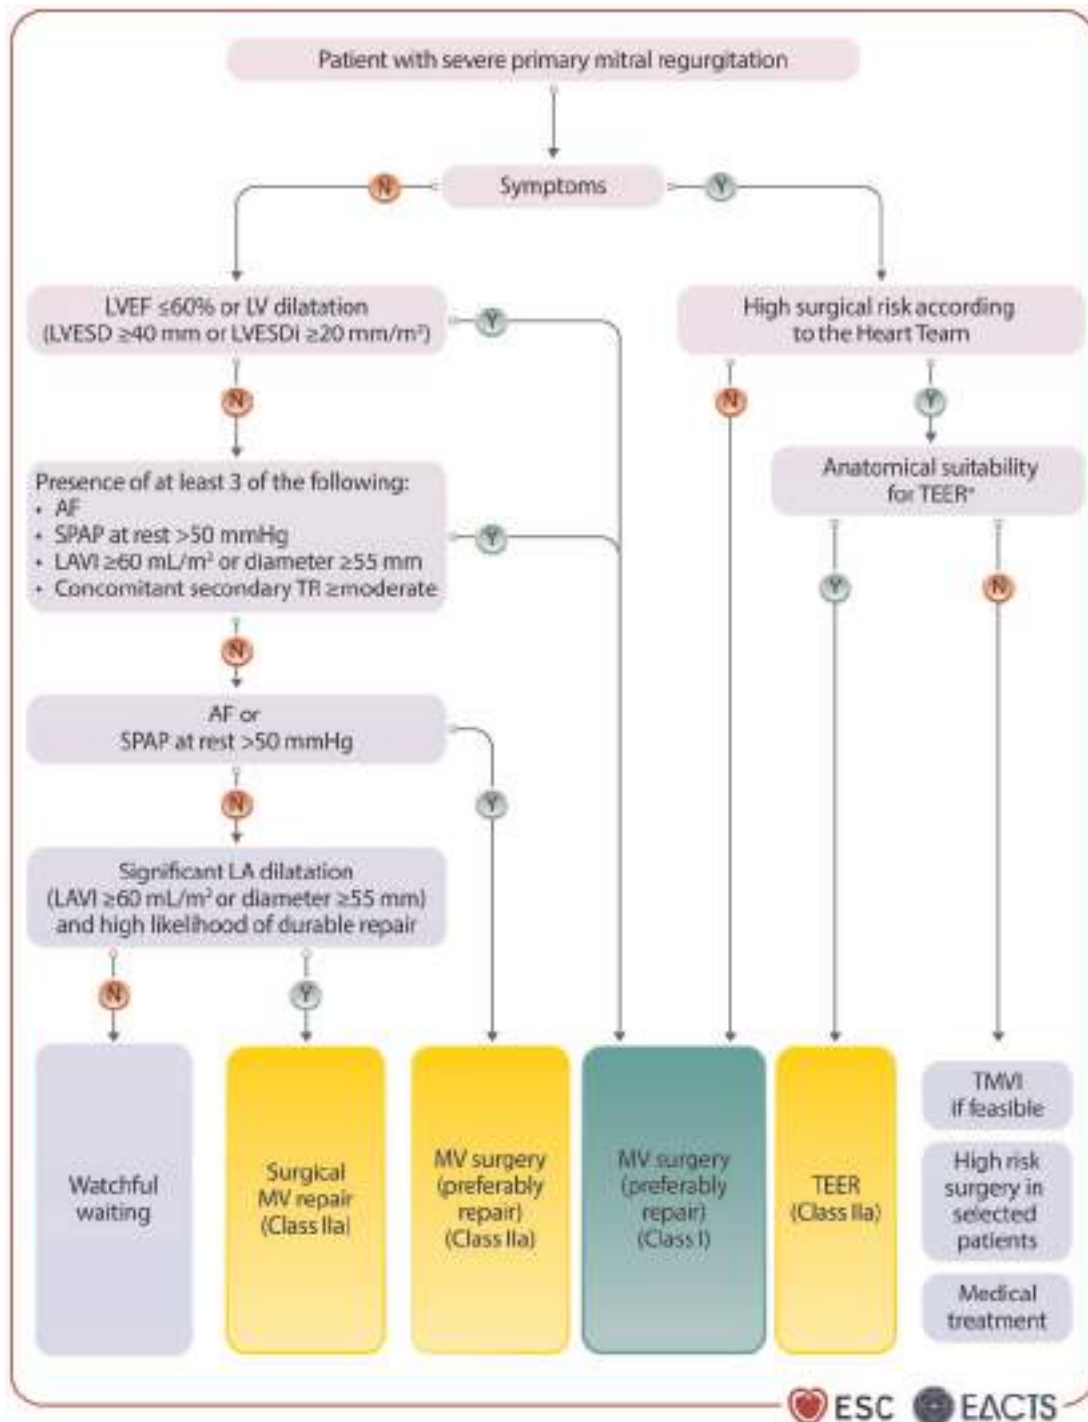 Patient with severe primary mitral regurgitation
N
Symptoms
Y
LVEF ≤60% or LV dilatation
(LVESD ≥40 mm or LVESDi ≥20 mm/m²)
Y
High surgical risk according
to the Heart Team
N
N
Y
Presence of at least 3 of the following:
• AF
• SPAP at rest >50 mmHg
• LAVI ≥60 mL/m² or diameter ≥55 mm
• Concomitant secondary TR ≥moderate
Y
Anatomical suitability
for TEERᵃ
Y
N
N
AF or
SPAP at rest >50 mmHg
N
Y
Significant LA dilatation
(LAVI ≥60 mL/m² or diameter ≥55 mm)
and high likelihood of durable repair
N
Y
Watchful
waiting
Surgical
MV repair
(Class IIa)
MV surgery
(preferably
repair)
(Class IIa)
MV surgery
(preferably
repair)
(Class I)
TEER
(Class IIa)
TMVI
if feasible
High risk
surgery in
selected
patients
Medical
treatment
ESC EACTS